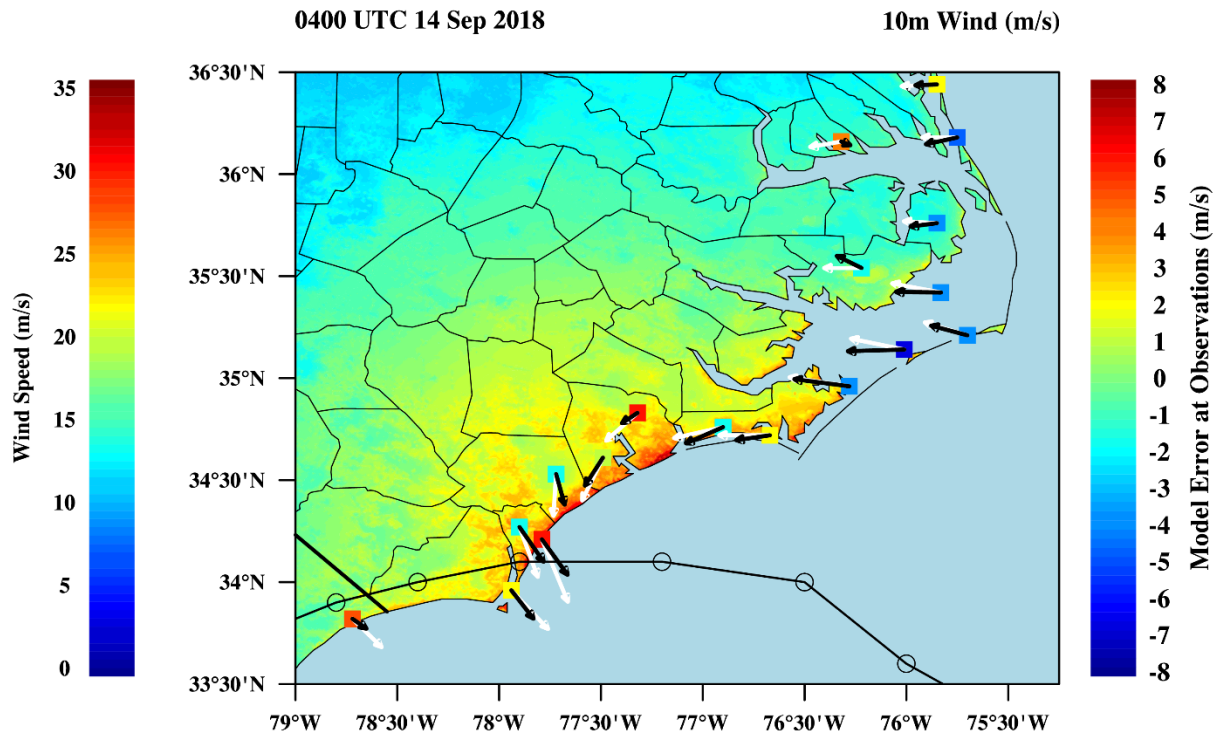 0400 UTC 14 Sep 2018
10m Wind (m/s)
Wind Speed (m/s)
35
30
25
20
15
10
5
0
36°30'N
36°N
35°30'N
35°N
34°30'N
34°N
33°30'N
79°W
78°30'W
78°W
77°30'W
77°W
76°30'W
76°W
75°30'W
8
7
6
5
4
3
2
1
0
-1
-2
-3
-4
-5
-6
-7
-8
Model Error at Observations (m/s)